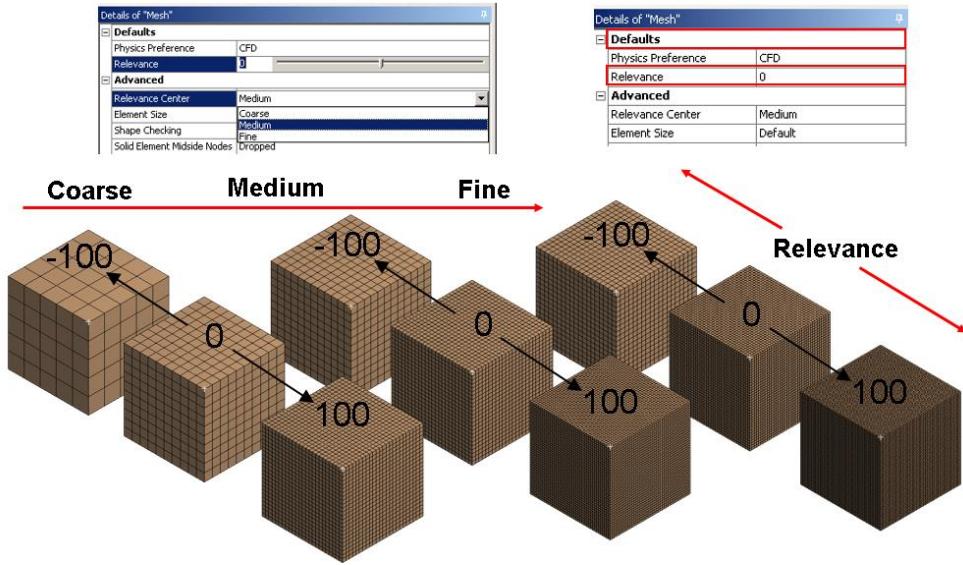 Details of "Mesh"
Defaults
Physics Preference CFD
Relevance 0
Advanced
Relevance Center Medium
Element Size Coarse
Shape Checking Medium
Fine
Solid Element Midside Nodes Dropped
Details of "Mesh"
Defaults
Physics Preference CFD
Relevance 0
Advanced
Relevance Center Medium
Element Size Default
Coarse Medium Fine
Relevance
-100 0 100
-100 0 100
-100 0 100